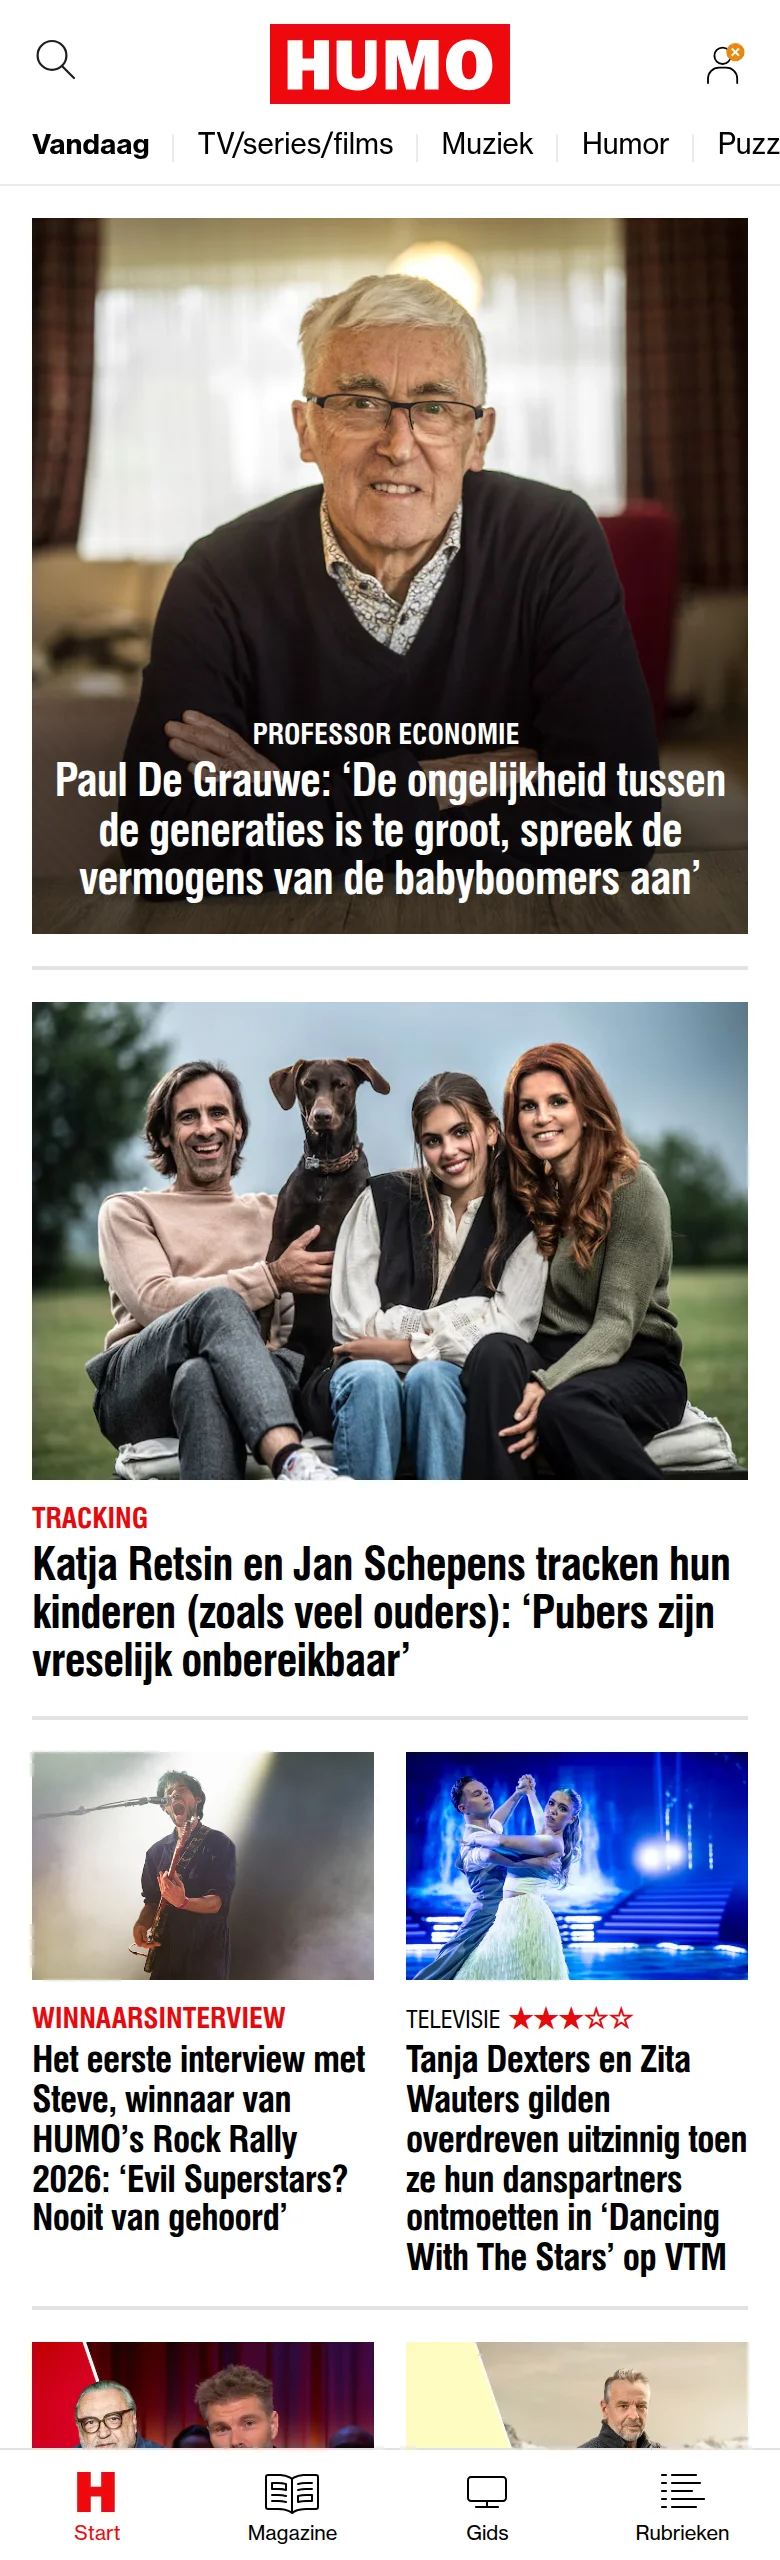 HUMO
Vandaag
TV/series/films
Muziek
Humor
Puzz
PROFESSOR ECONOMIE
Paul De Grauwe: ‘De ongelijkheid tussen
de generaties is te groot, spreek de
vermogens van de babyboomers aan’
TRACKING
Katja Retsin en Jan Schepens tracken hun
kinderen (zoals veel ouders): ‘Pubers zijn
vreselijk onbereikbaar’
WINNAARSINTERVIEW
Het eerste interview met
Steve, winnaar van
HUMO’s Rock Rally
2026: ‘Evil Superstars?
Nooit van gehoord’
TELEVISIE ★★★☆☆
Tanja Dexters en Zita
Wauters gilden
overdreven uitzinnig toen
ze hun danspartners
ontmoetten in ‘Dancing
With The Stars’ op VTM
H
Start
Magazine
Gids
Rubrieken